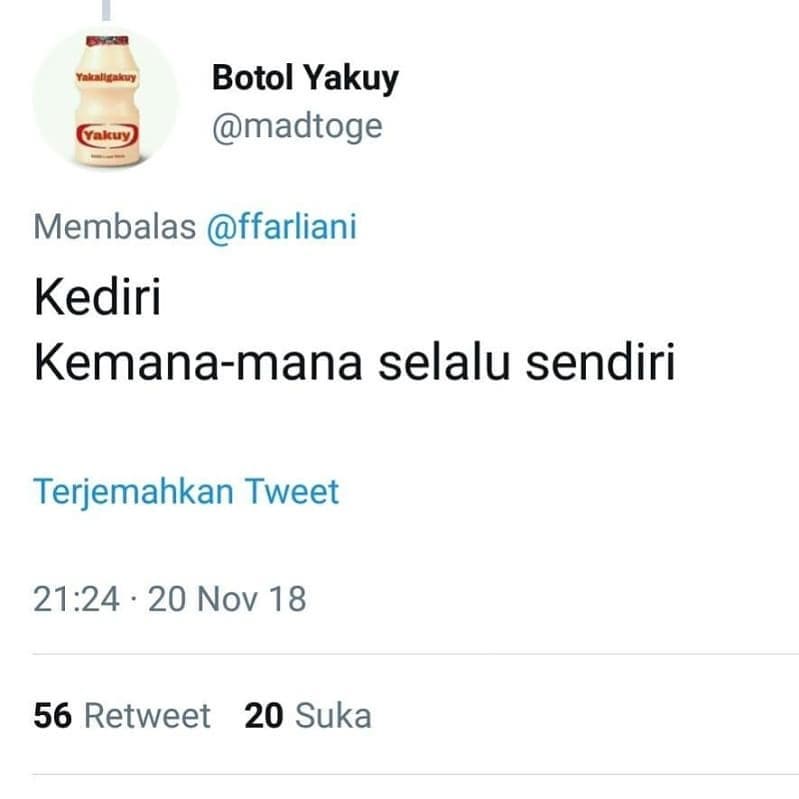 Yakaligakuy
Yakuy
Botol Yakuy
@madtoge
Membalas @ffarliani
Kediri
Kemana-mana selalu sendiri
Terjemahkan Tweet
21:24 · 20 Nov 18
56 Retweet 20 Suka